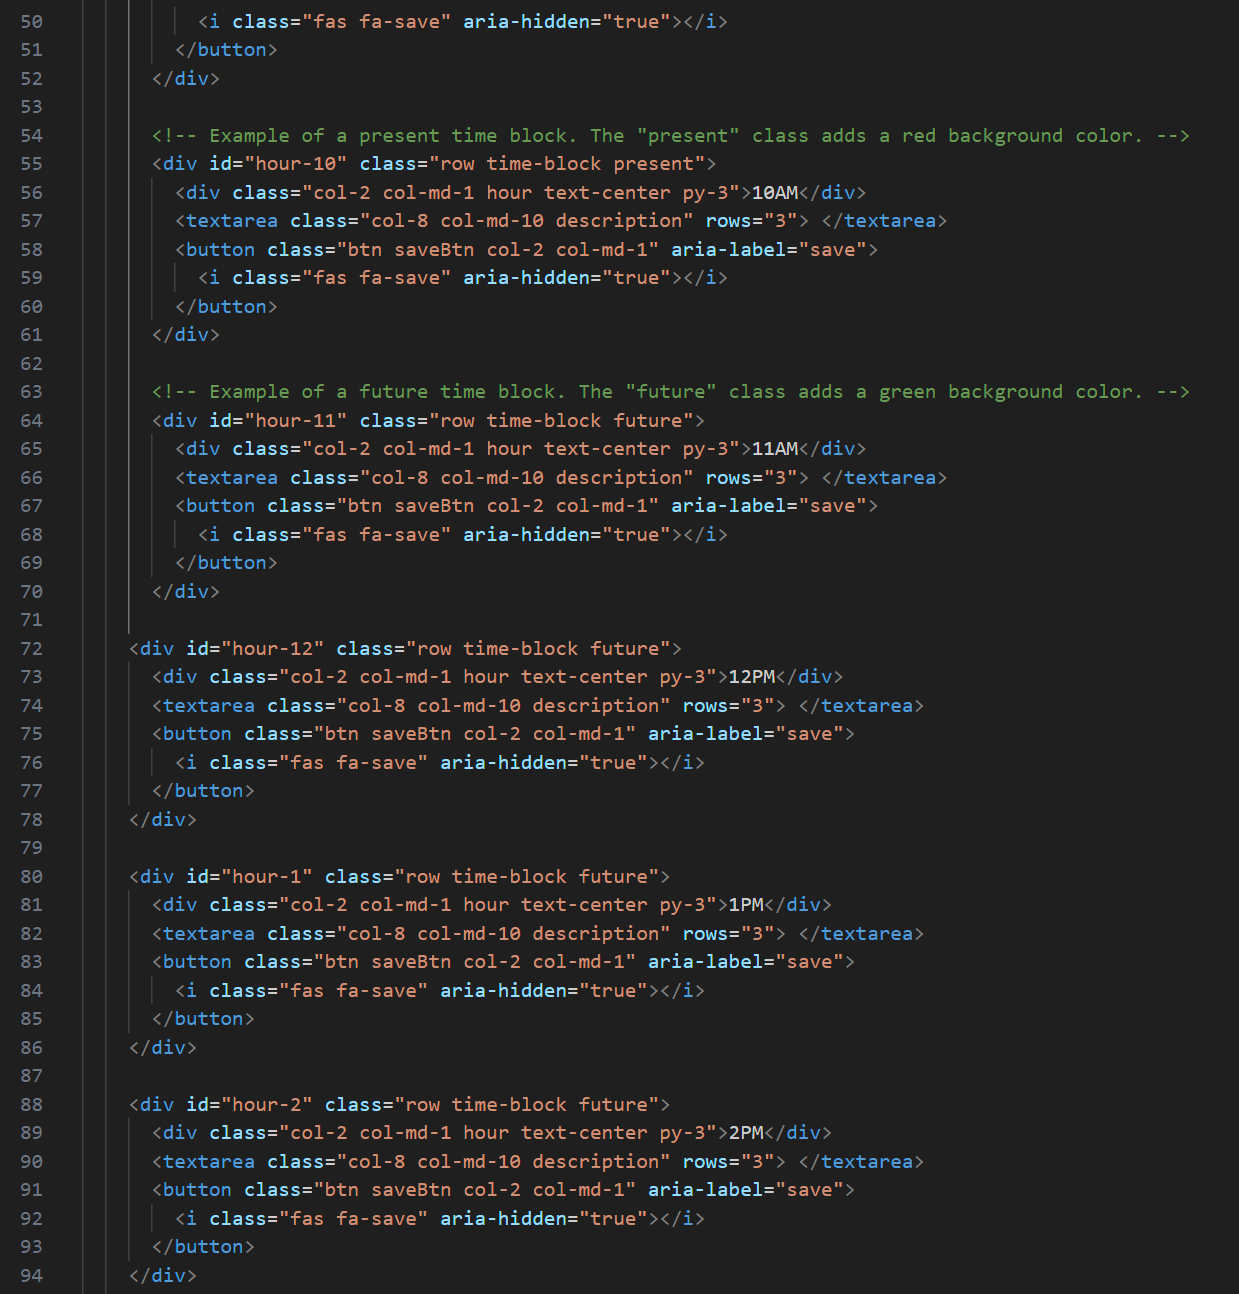 50 <i class="fas fa-save" aria-hidden="true"></i>
51 </button>
52 </div>
53
54 <!-- Example of a present time block. The "present" class adds a red background color. -->
55 <div id="hour-10" class="row time-block present">
56 <div class="col-2 col-md-1 hour text-center py-3">10AM</div>
57 <textarea class="col-8 col-md-10 description" rows="3"> </textarea>
58 <button class="btn saveBtn col-2 col-md-1" aria-label="save">
59 <i class="fas fa-save" aria-hidden="true"></i>
60 </button>
61 </div>
62
63 <!-- Example of a future time block. The "future" class adds a green background color. -->
64 <div id="hour-11" class="row time-block future">
65 <div class="col-2 col-md-1 hour text-center py-3">11AM</div>
66 <textarea class="col-8 col-md-10 description" rows="3"> </textarea>
67 <button class="btn saveBtn col-2 col-md-1" aria-label="save">
68 <i class="fas fa-save" aria-hidden="true"></i>
69 </button>
70 </div>
71
72 <div id="hour-12" class="row time-block future">
73 <div class="col-2 col-md-1 hour text-center py-3">12PM</div>
74 <textarea class="col-8 col-md-10 description" rows="3"> </textarea>
75 <button class="btn saveBtn col-2 col-md-1" aria-label="save">
76 <i class="fas fa-save" aria-hidden="true"></i>
77 </button>
78 </div>
79
80 <div id="hour-1" class="row time-block future">
81 <div class="col-2 col-md-1 hour text-center py-3">1PM</div>
82 <textarea class="col-8 col-md-10 description" rows="3"> </textarea>
83 <button class="btn saveBtn col-2 col-md-1" aria-label="save">
84 <i class="fas fa-save" aria-hidden="true"></i>
85 </button>
86 </div>
87
88 <div id="hour-2" class="row time-block future">
89 <div class="col-2 col-md-1 hour text-center py-3">2PM</div>
90 <textarea class="col-8 col-md-10 description" rows="3"> </textarea>
91 <button class="btn saveBtn col-2 col-md-1" aria-label="save">
92 <i class="fas fa-save" aria-hidden="true"></i>
93 </button>
94 </div>